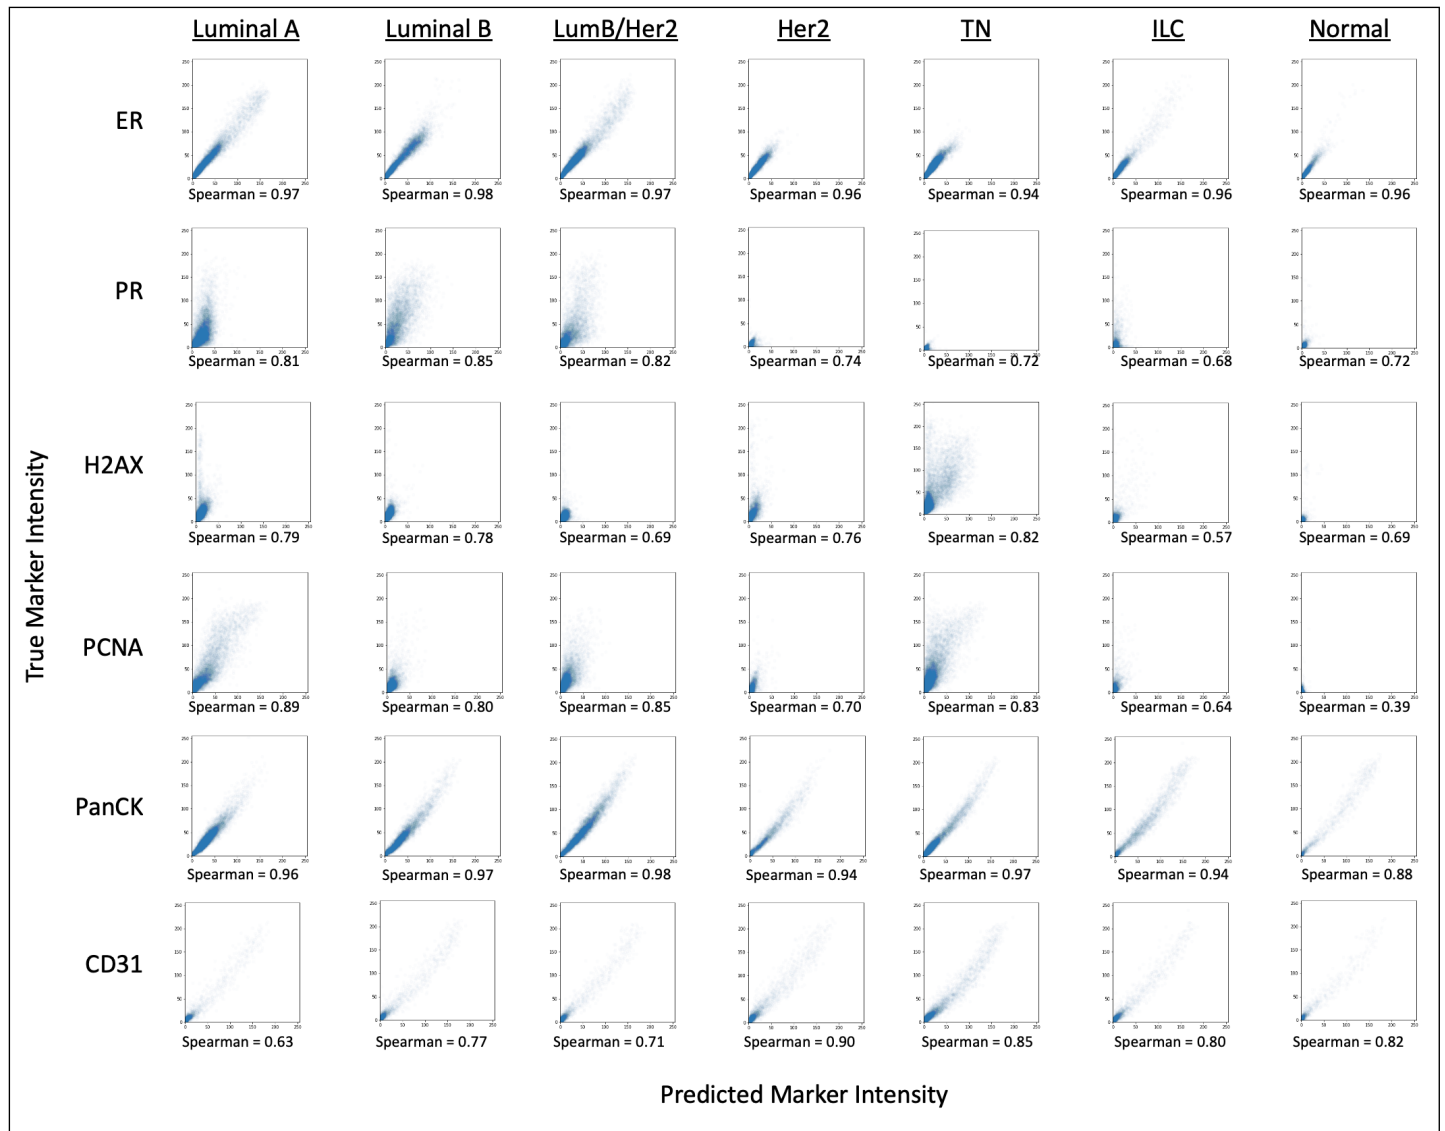 Luminal A Luminal B LumB/Her2 Her2 TN ILC Normal
ER
Spearman = 0.97 Spearman = 0.98 Spearman = 0.97 Spearman = 0.96 Spearman = 0.94 Spearman = 0.96 Spearman = 0.96
PR
Spearman = 0.81 Spearman = 0.85 Spearman = 0.82 Spearman = 0.74 Spearman = 0.72 Spearman = 0.68 Spearman = 0.72
H2AX
Spearman = 0.79 Spearman = 0.78 Spearman = 0.69 Spearman = 0.76 Spearman = 0.82 Spearman = 0.57 Spearman = 0.69
True Marker Intensity
PCNA
Spearman = 0.89 Spearman = 0.80 Spearman = 0.85 Spearman = 0.70 Spearman = 0.83 Spearman = 0.64 Spearman = 0.39
PanCK
Spearman = 0.96 Spearman = 0.97 Spearman = 0.98 Spearman = 0.94 Spearman = 0.97 Spearman = 0.94 Spearman = 0.88
CD31
Spearman = 0.63 Spearman = 0.77 Spearman = 0.71 Spearman = 0.90 Spearman = 0.85 Spearman = 0.80 Spearman = 0.82
Predicted Marker Intensity